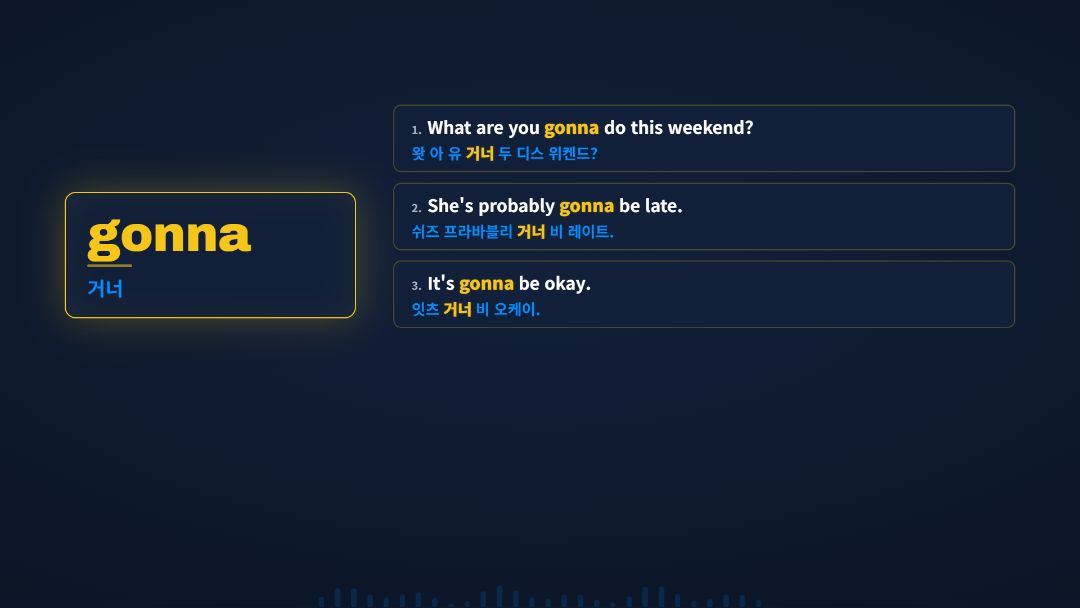 gonna
거너
1. What are you gonna do this weekend?
왓 아 유 거너 두 디스 위켄드?
2. She's probably gonna be late.
쉬즈 프라바블리 거너 비 레이트.
3. It's gonna be okay.
잇츠 거너 비 오케이.